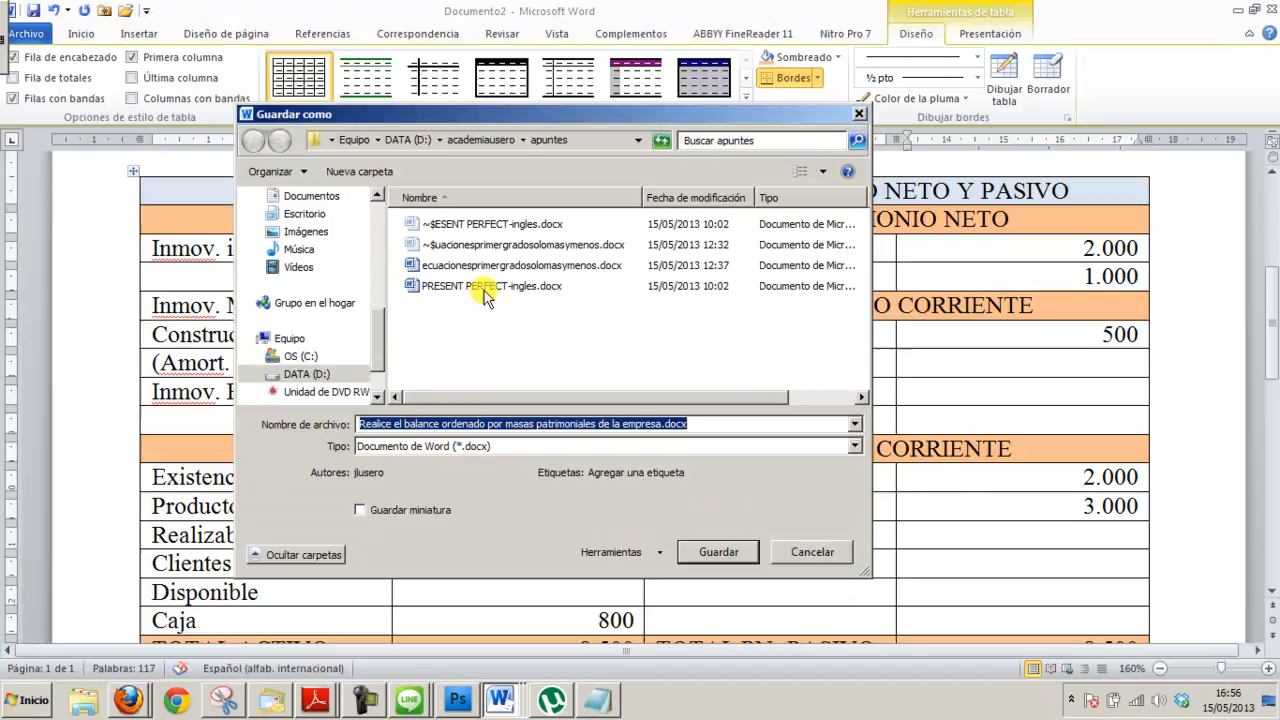 Documento2 - Microsoft Word
Herramientas de tabla
Archivo Inicio Insertar Diseño de página Referencias Correspondencia Revisar Vista Complementos ABBYY FineReader 11 Nitro Pro 7 Diseño Presentación
Fila de encabezado Primera columna
Fila de totales Última columna
Filas con bandas Columnas con bandas
Opciones de estilo de tabla
Sombreado
Bordes
½ pto
Color de la pluma
Dibujar tabla
Borrador
Dibujar bordes
Guardar como
Equipo DATA (D:) academiausero apuntes
Buscar apuntes
Organizar Nueva carpeta
Documentos
Escritorio
Imágenes
Música
Vídeos
Grupo en el hogar
Equipo
OS (C:)
DATA (D:)
Unidad de DVD RW
Nombre Fecha de modificación Tipo
~$ESENT PERFECT-ingles.docx 15/05/2013 10:02 Documento de Micr...
~$uacionesprimergradosolomasymenos.docx 15/05/2013 12:32 Documento de Micr...
ecuacionesprimergradosolomasymenos.docx 15/05/2013 12:37 Documento de Micr...
PRESENT PERFECT-ingles.docx 15/05/2013 10:02 Documento de Micr...
Nombre de archivo: Realice el balance ordenado por masas patrimoniales de la empresa.docx
Tipo: Documento de Word (*.docx)
Autores: jlusero Etiquetas: Agregar una etiqueta
Guardar miniatura
Ocultar carpetas Herramientas Guardar Cancelar
O NETO Y PASIVO
ONIO NETO
Inmov. i 2.000
1.000
Inmov. M O CORRIENTE
Construc 500
(Amort.
Inmov. F
CORRIENTE
Existenc 2.000
Producto 3.000
Realizab
Clientes
Disponible
Caja 800
Página: 1 de 1 Palabras: 117 Español (alfab. internacional) 160%
Inicio
16:56
15/05/2013